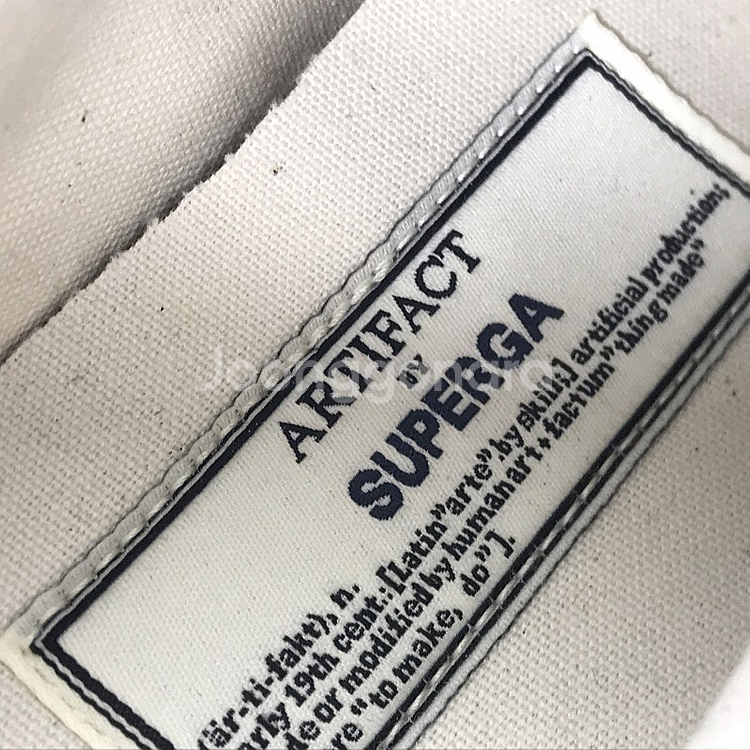 ARTIFACT
BY
SUPERGA
(är-ti-fakt), n.
arly 19th cent.:[Latin"arte",by skill:] artificial production;
de or modified by human art + factum "thing made"
re "to make, do"].
Joonggonara